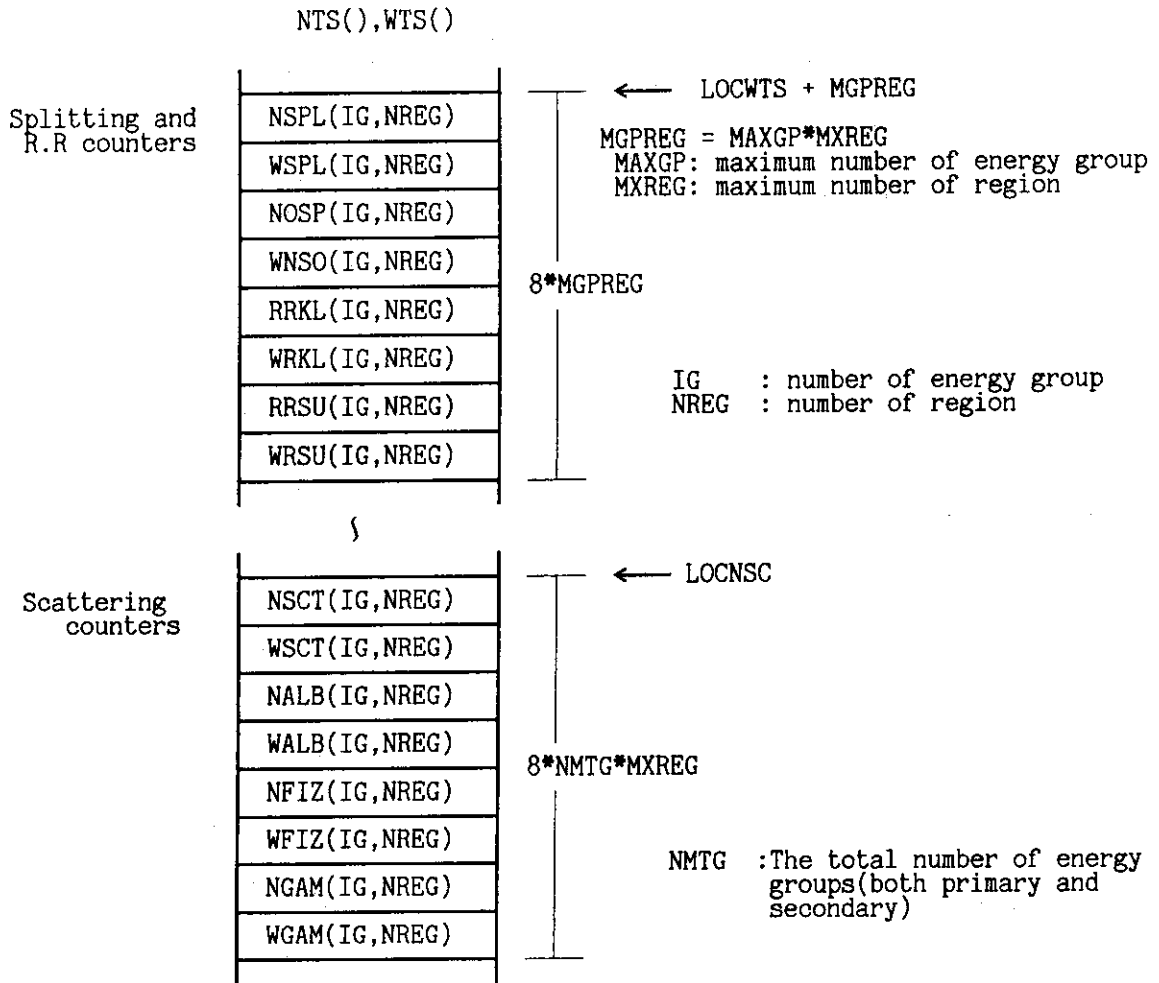 NTS(),WTS()
Splitting and
R.R counters
← LOCWTS + MGPREG
NSPL(IG,NREG)
WSPL(IG,NREG)
NOSP(IG,NREG)
WNSO(IG,NREG)
RRKL(IG,NREG)
WRKL(IG,NREG)
RRSU(IG,NREG)
WRSU(IG,NREG)
MGPREG = MAXGP*MXREG
MAXGP: maximum number of energy group
MXREG: maximum number of region
8*MGPREG
IG : number of energy group
NREG : number of region
Scattering
counters
← LOCNSC
NSCT(IG,NREG)
WSCT(IG,NREG)
NALB(IG,NREG)
WALB(IG,NREG)
NFIZ(IG,NREG)
WFIZ(IG,NREG)
NGAM(IG,NREG)
WGAM(IG,NREG)
8*NMTG*MXREG
NMTG :The total number of energy
groups(both primary and
secondary)